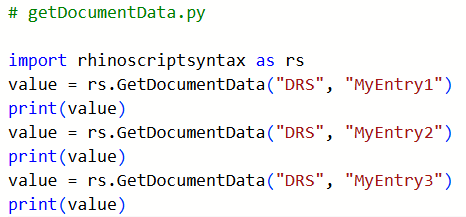 # getDocumentData.py
import rhinoscriptsyntax as rs
value = rs.GetDocumentData("DRS", "MyEntry1")
print(value)
value = rs.GetDocumentData("DRS", "MyEntry2")
print(value)
value = rs.GetDocumentData("DRS", "MyEntry3")
print(value)